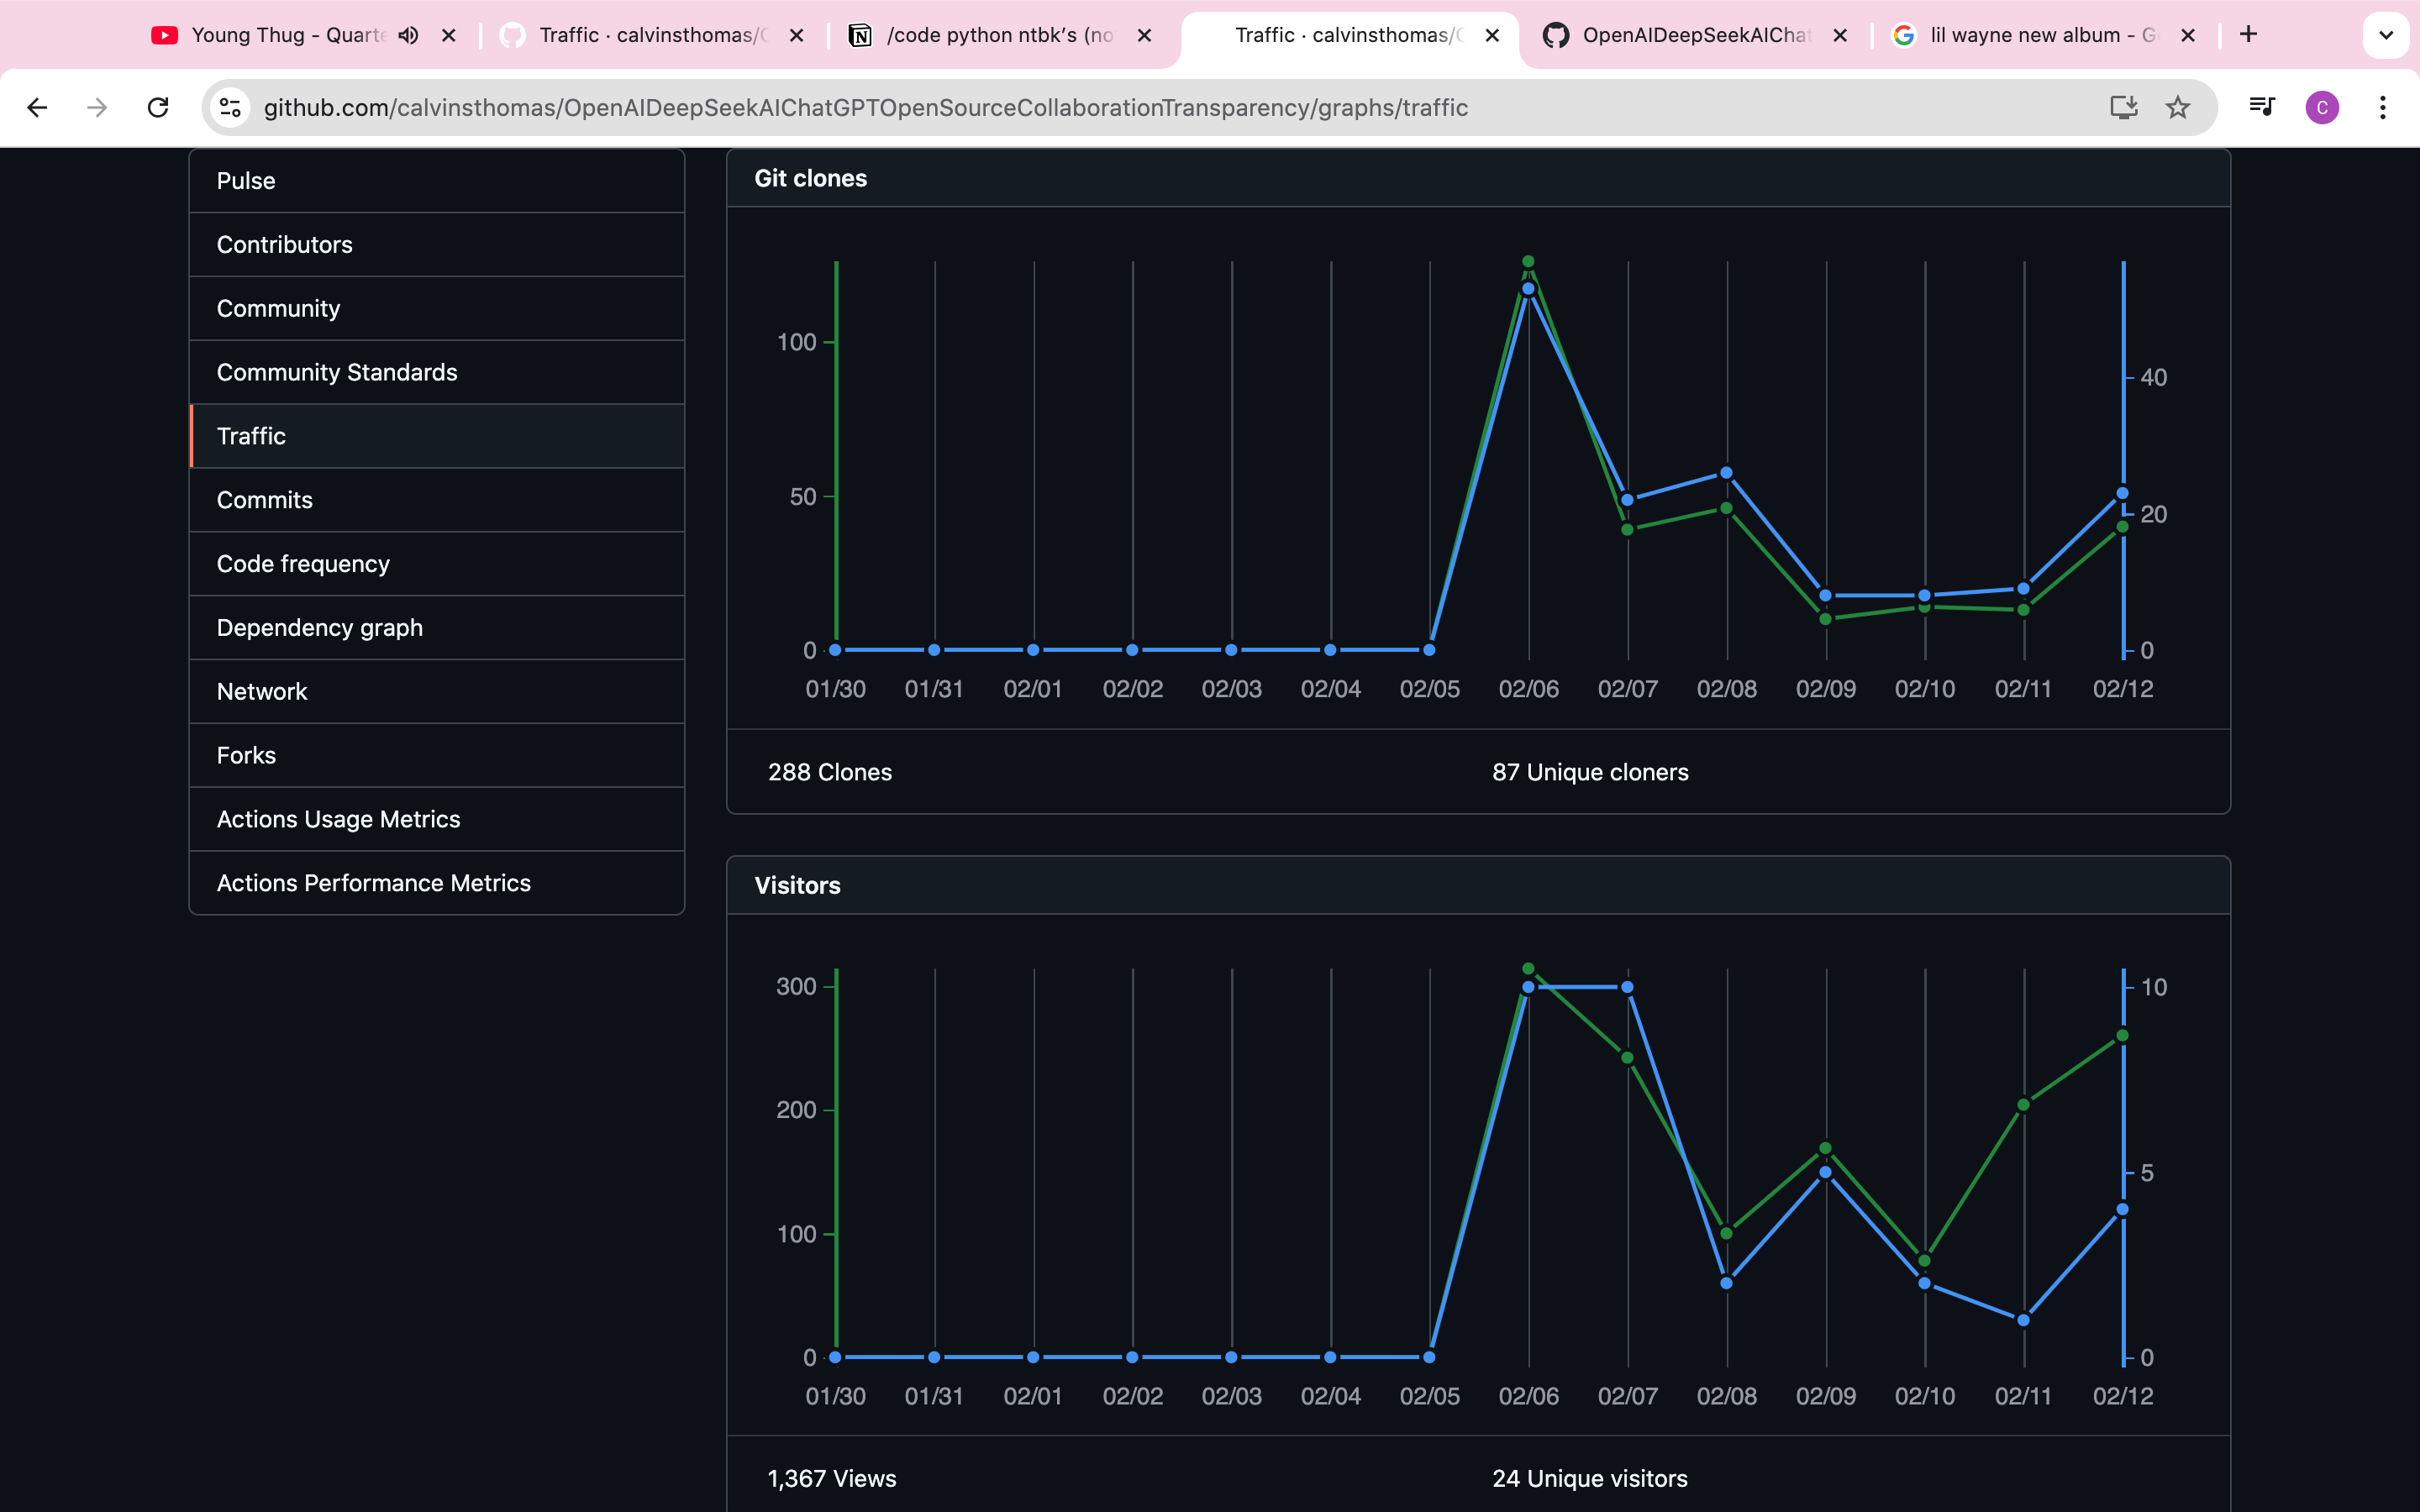 Young Thug - Quarte
Traffic · calvinsthomas/
/code python ntbk’s (no
Traffic · calvinsthomas/
OpenAIDeepSeekAIChat
lil wayne new album - G
github.com/calvinsthomas/OpenAIDeepSeekAIChatGPTOpenSourceCollaborationTransparency/graphs/traffic
C
Pulse
Contributors
Community
Community Standards
Traffic
Commits
Code frequency
Dependency graph
Network
Forks
Actions Usage Metrics
Actions Performance Metrics
Git clones
100
50
0
40
20
0
01/30 01/31 02/01 02/02 02/03 02/04 02/05 02/06 02/07 02/08 02/09 02/10 02/11 02/12
288 Clones
87 Unique cloners
Visitors
300
200
100
0
10
5
0
01/30 01/31 02/01 02/02 02/03 02/04 02/05 02/06 02/07 02/08 02/09 02/10 02/11 02/12
1,367 Views
24 Unique visitors